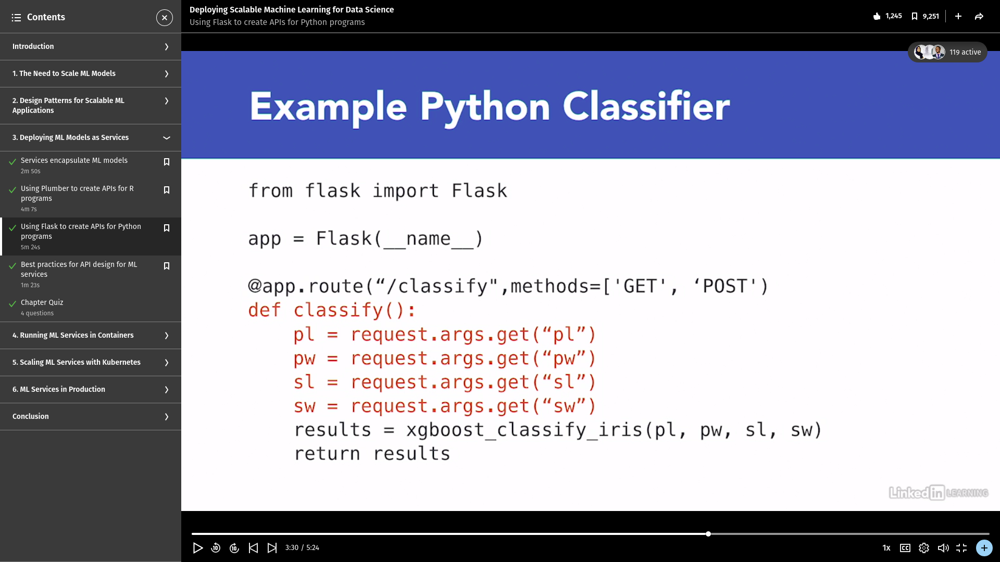 Contents
Introduction
1. The Need to Scale ML Models
2. Design Patterns for Scalable ML
Applications
3. Deploying ML Models as Services
Services encapsulate ML models
2m 50s
Using Plumber to create APIs for R
programs
4m 7s
Using Flask to create APIs for Python
programs
5m 24s
Best practices for API design for ML
services
1m 23s
Chapter Quiz
4 questions
4. Running ML Services in Containers
5. Scaling ML Services with Kubernetes
6. ML Services in Production
Conclusion
Deploying Scalable Machine Learning for Data Science
Using Flask to create APIs for Python programs
1,245
9,251
119 active
Example Python Classifier
from flask import Flask
app = Flask(__name__)
@app.route(“/classify",methods=['GET', ‘POST')
def classify():
pl = request.args.get(“pl”)
pw = request.args.get(“pw”)
sl = request.args.get(“sl”)
sw = request.args.get(“sw”)
results = xgboost_classify_iris(pl, pw, sl, sw)
return results
Linked in LEARNING
10
10
3:30 / 5:24
1x
CC